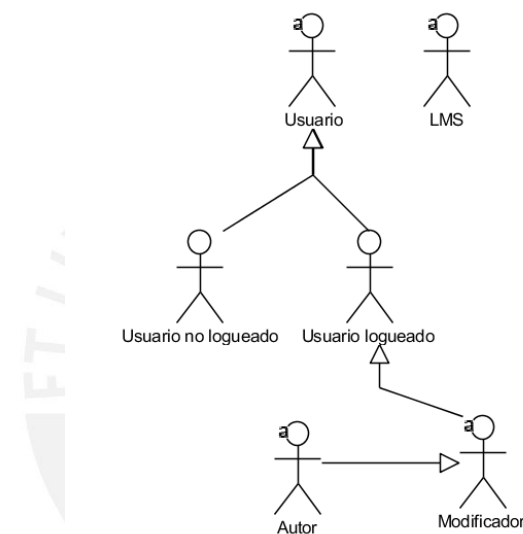 a
a
Usuario
LMS
Usuario no logueado
Usuario logueado
a
a
Autor
Modificador